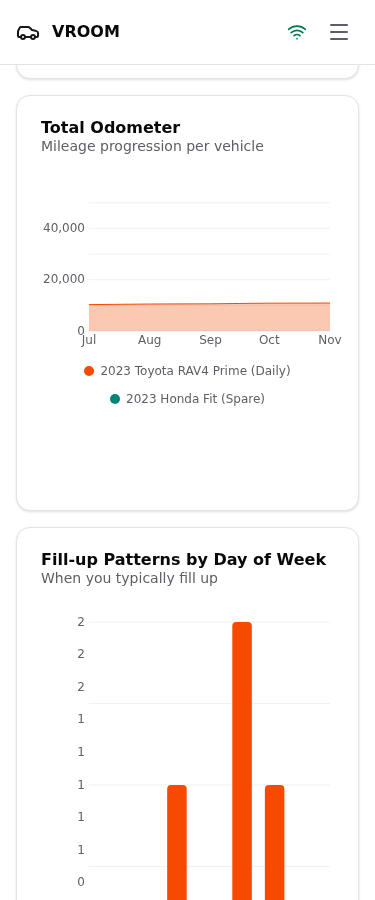 VROOM
Total Odometer
Mileage progression per vehicle
40,000
20,000
0
Jul Aug Sep Oct Nov
2023 Toyota RAV4 Prime (Daily)
2023 Honda Fit (Spare)
Fill-up Patterns by Day of Week
When you typically fill up
2
2
2
1
1
1
1
1
0